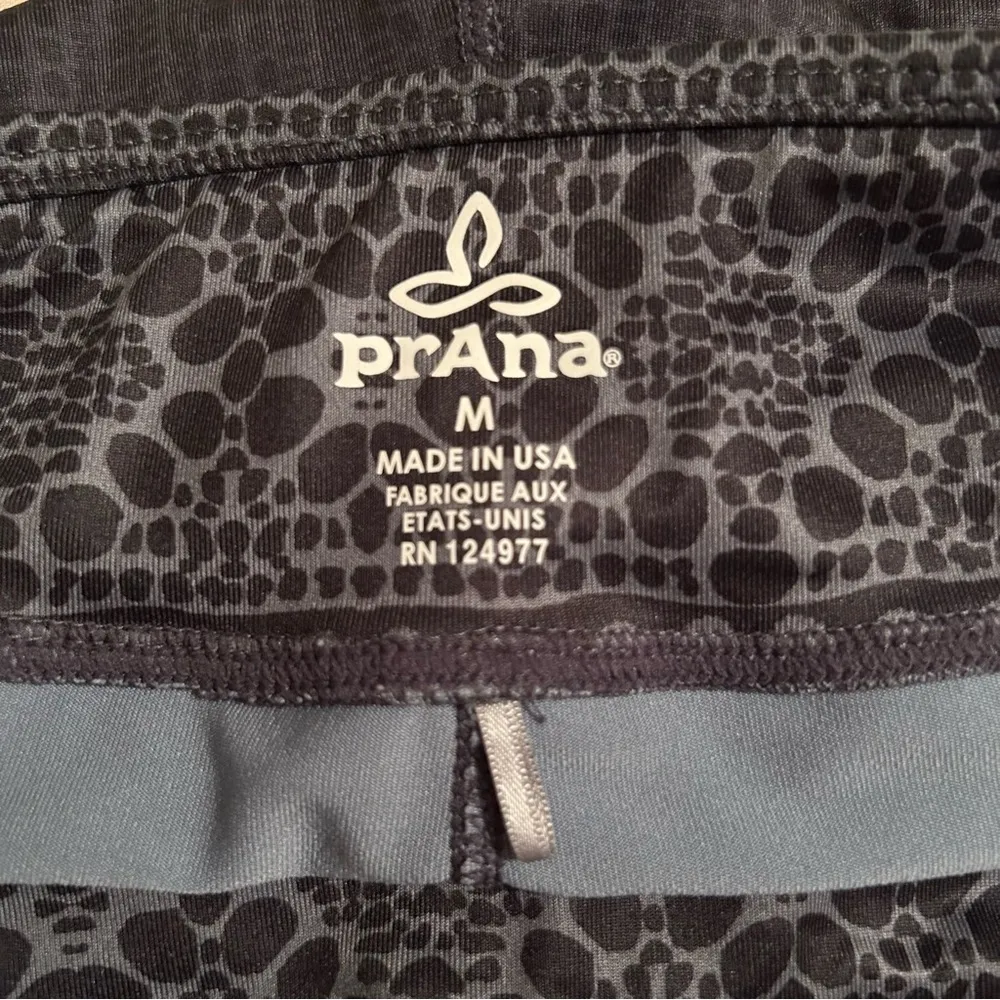 prAna®
M
MADE IN USA
FABRIQUE AUX
ETATS-UNIS
RN 124977